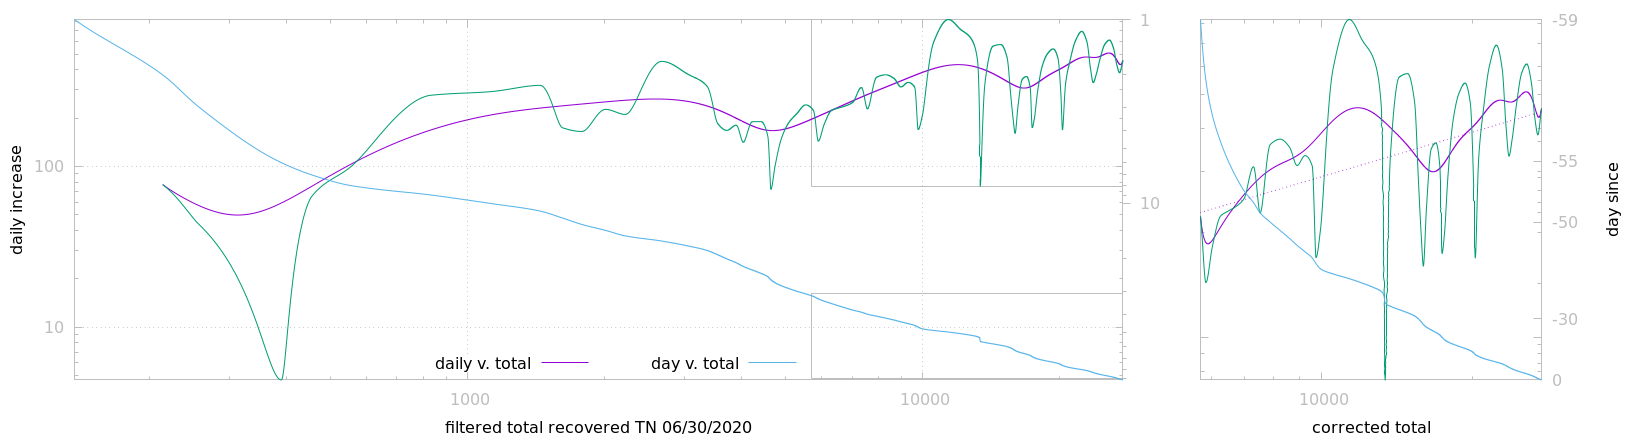 1
-59
daily increase
100
10
-55
-50
day since
10
-30
daily v. total
day v. total
0
1000
10000
10000
filtered total recovered TN 06/30/2020
corrected total